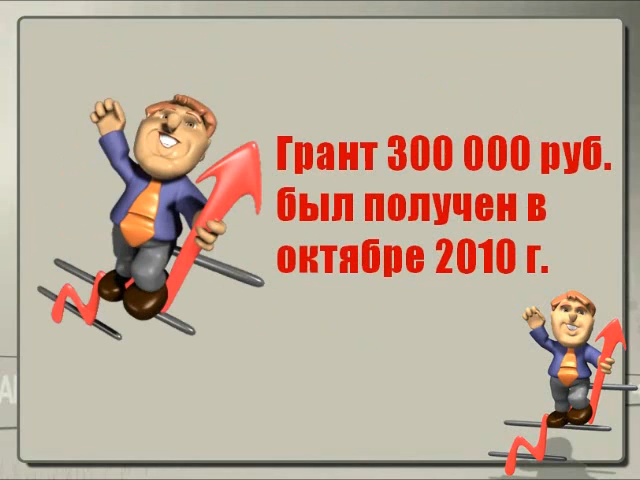 Грант 300 000 руб.
был получен в
октябре 2010 г.